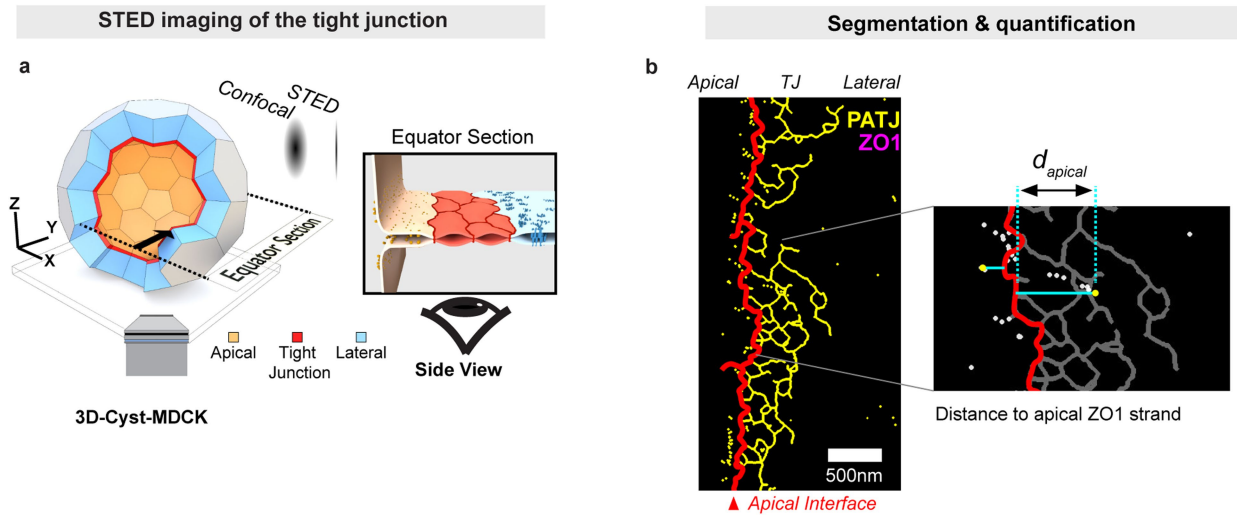 STED imaging of the tight junction
Segmentation & quantification
a
Confocal
STED
Z
Y
X
Equator Section
Equator Section
Apical
Tight
Junction
Lateral
Side View
3D-Cyst-MDCK
b
Apical TJ Lateral
PATJ
ZO1
500nm
Apical Interface
dapical
Distance to apical ZO1 strand